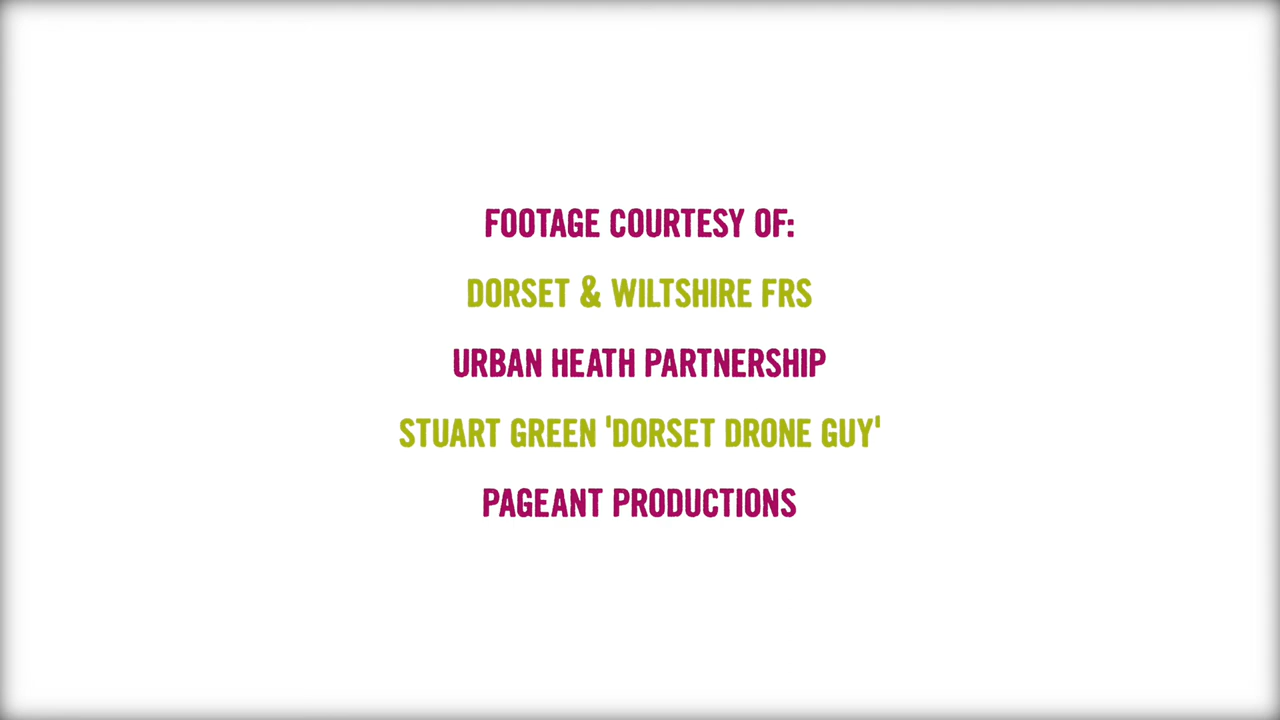 FOOTAGE COURTESY OF:
DORSET & WILTSHIRE FRS
URBAN HEATH PARTNERSHIP
STUART GREEN 'DORSET DRONE GUY'
PAGEANT PRODUCTIONS